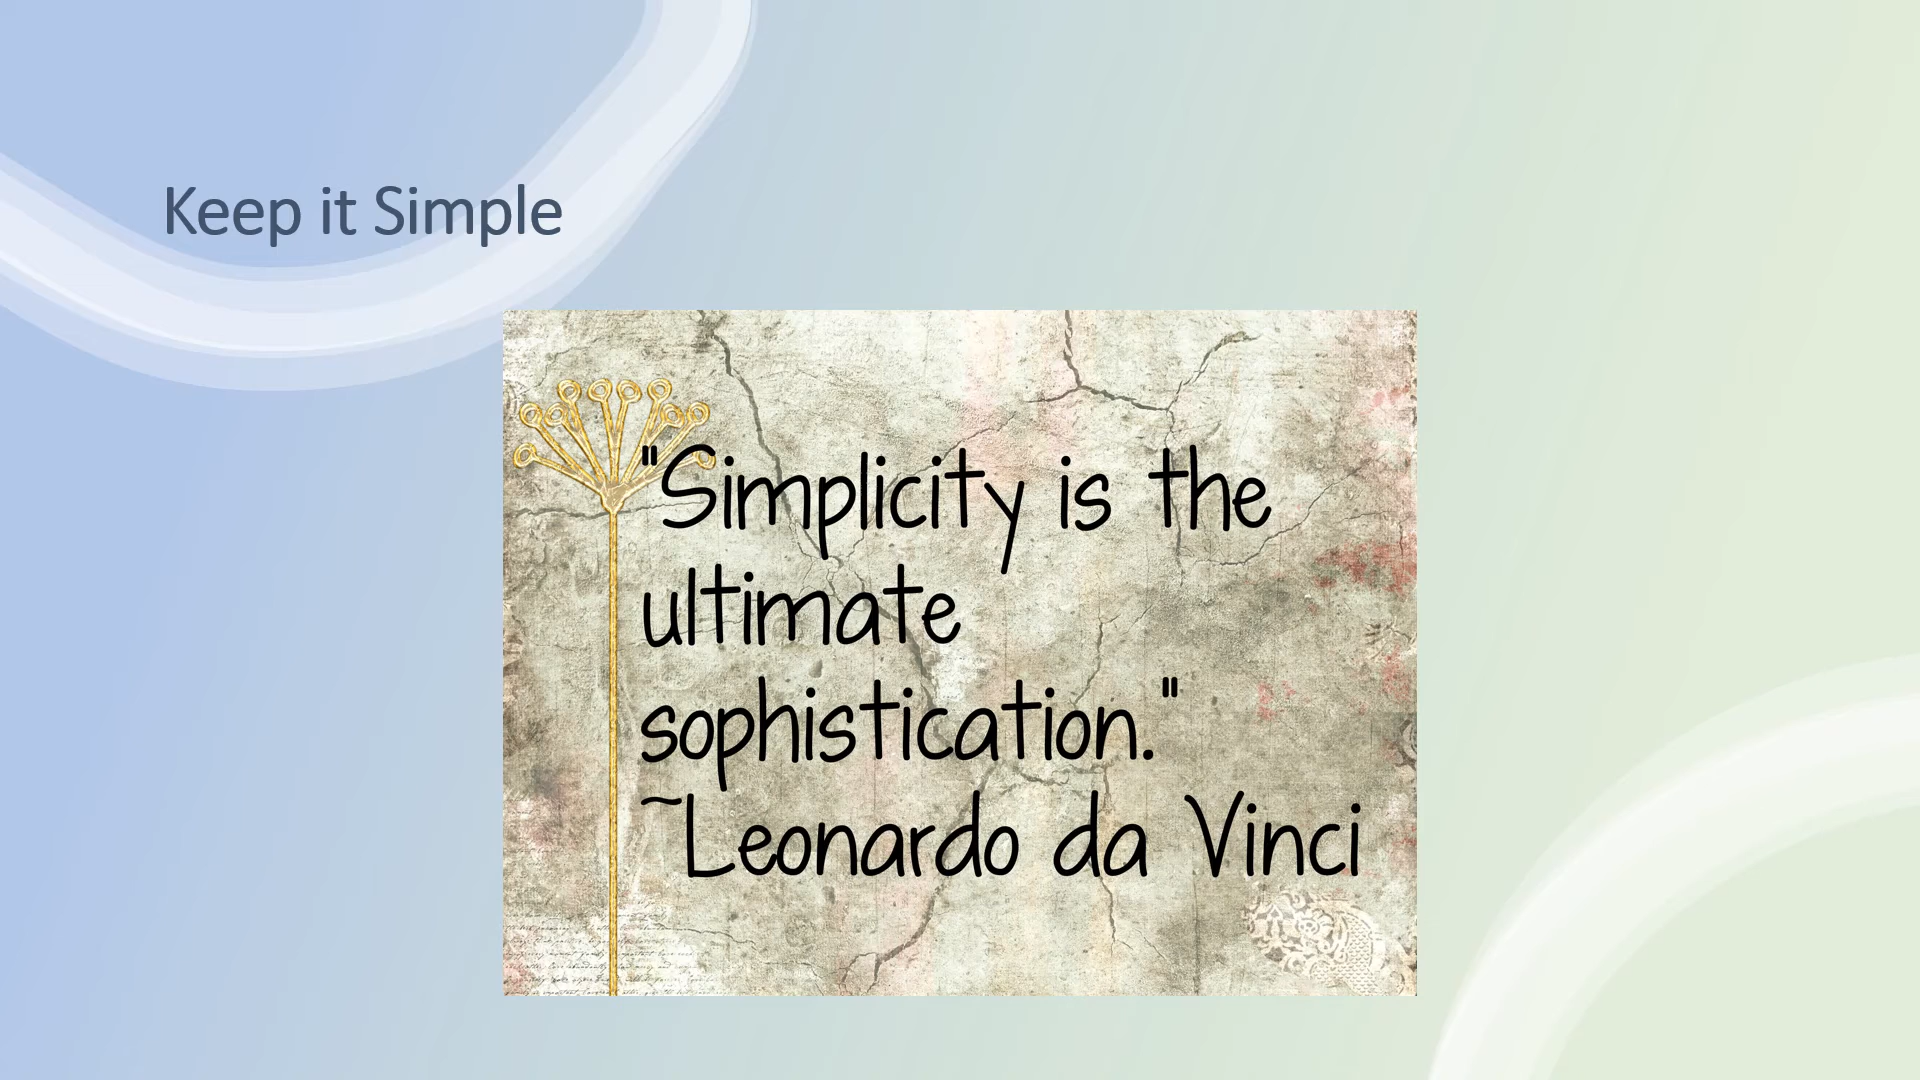 Keep it Simple
"Simplicity is the
ultimate
sophistication."
~Leonardo da Vinci